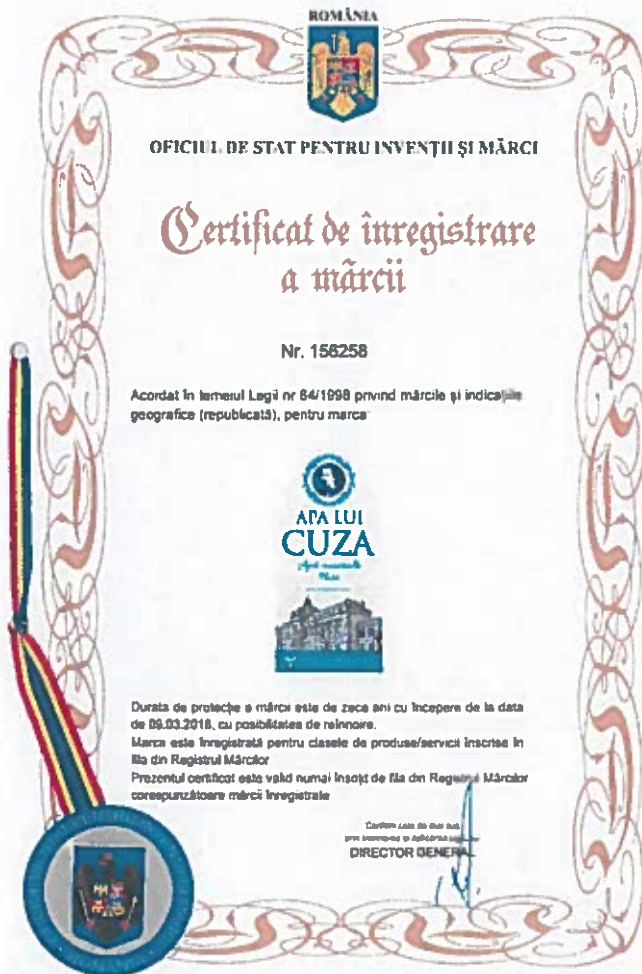 ROMÂNIA
OFICIUL DE STAT PENTRU INVENȚII ȘI MĂRCI
Certificat de înregistrare
a mărcii
Nr. 156258
Acordat în temeiul Legii nr 84/1998 privind mărcile și indicațiile
geografice (republicată), pentru marca
APA LUI
CUZA
Durata de protecție a mărcii este de zece ani cu începere de la data
de 09.03.2016, cu posibilitatea de reînnoire.
Marca este înregistrată pentru clasele de produse/servicii înscrise în
fila din Registrul Mărcilor
Prezentul certificat este valid numai însoțit de fila din Registrul Mărcilor
corespunzătoare mărcii înregistrate
DIRECTOR GENERAL